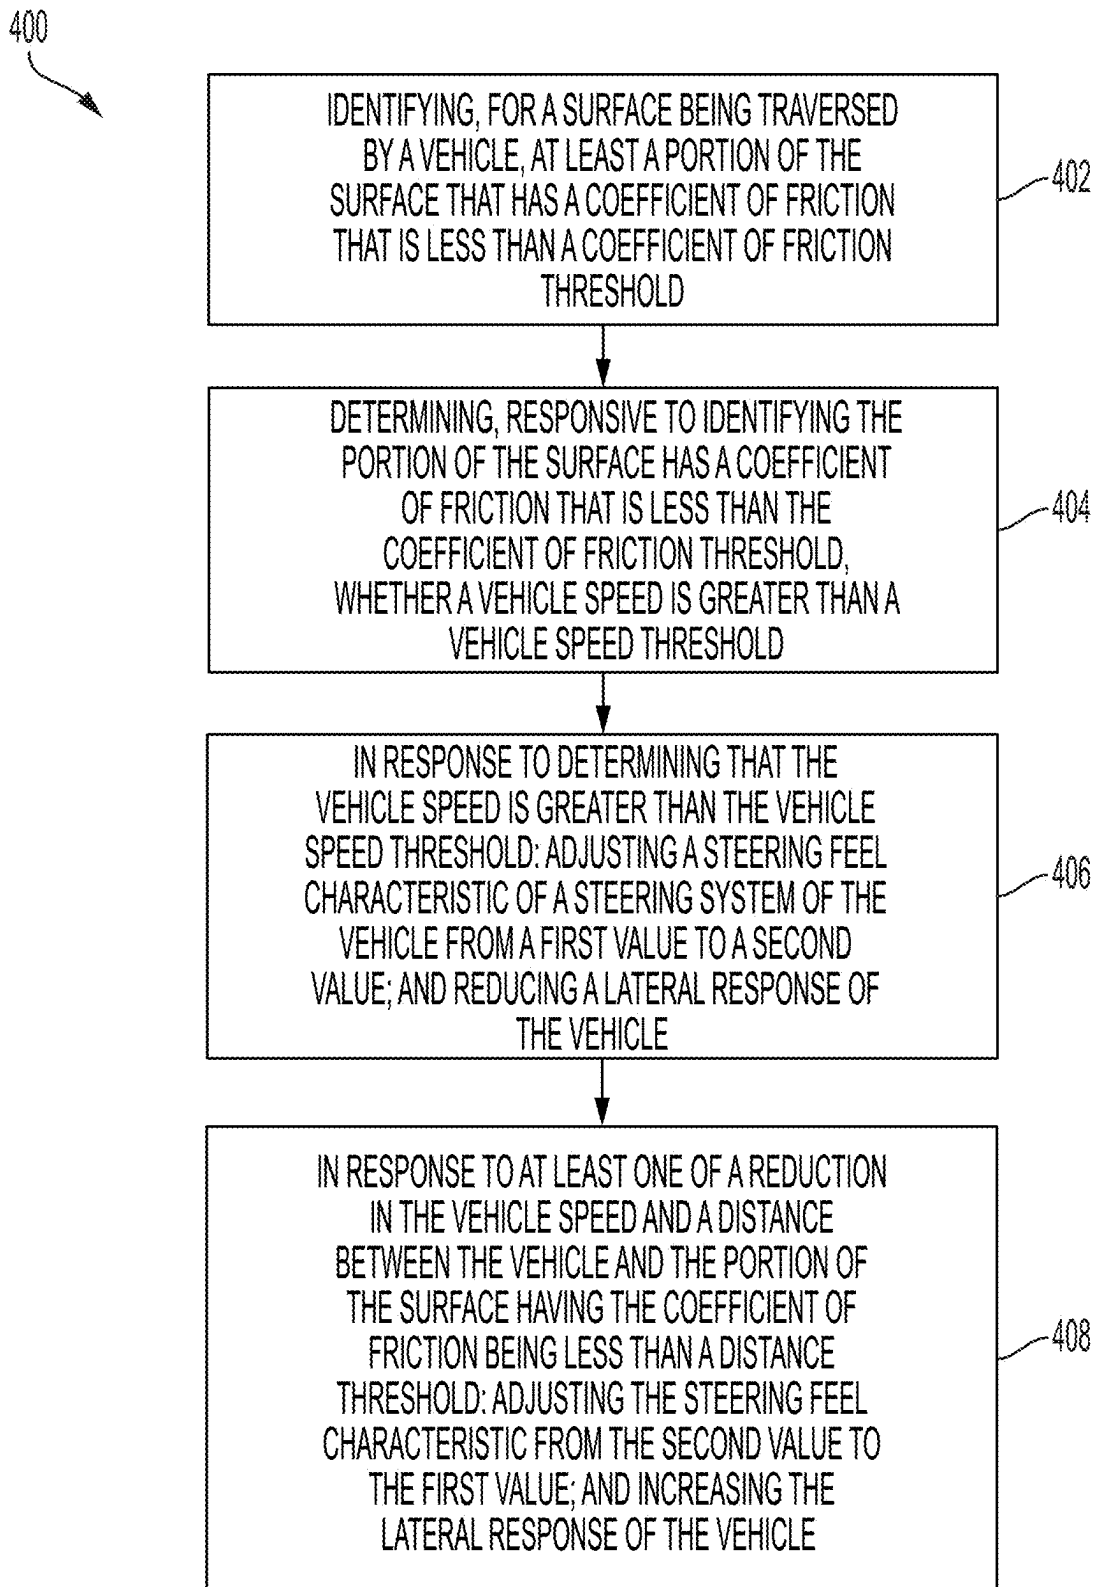 400
IDENTIFYING, FOR A SURFACE BEING TRAVERSED
BY A VEHICLE, AT LEAST A PORTION OF THE
SURFACE THAT HAS A COEFFICIENT OF FRICTION
THAT IS LESS THAN A COEFFICIENT OF FRICTION
THRESHOLD
402
DETERMINING, RESPONSIVE TO IDENTIFYING THE
PORTION OF THE SURFACE HAS A COEFFICIENT
OF FRICTION THAT IS LESS THAN THE
COEFFICIENT OF FRICTION THRESHOLD,
WHETHER A VEHICLE SPEED IS GREATER THAN A
VEHICLE SPEED THRESHOLD
404
IN RESPONSE TO DETERMINING THAT THE
VEHICLE SPEED IS GREATER THAN THE VEHICLE
SPEED THRESHOLD: ADJUSTING A STEERING FEEL
CHARACTERISTIC OF A STEERING SYSTEM OF THE
VEHICLE FROM A FIRST VALUE TO A SECOND
VALUE; AND REDUCING A LATERAL RESPONSE OF
THE VEHICLE
406
IN RESPONSE TO AT LEAST ONE OF A REDUCTION
IN THE VEHICLE SPEED AND A DISTANCE
BETWEEN THE VEHICLE AND THE PORTION OF
THE SURFACE HAVING THE COEFFICIENT OF
FRICTION BEING LESS THAN A DISTANCE
THRESHOLD: ADJUSTING THE STEERING FEEL
CHARACTERISTIC FROM THE SECOND VALUE TO
THE FIRST VALUE; AND INCREASING THE
LATERAL RESPONSE OF THE VEHICLE
408